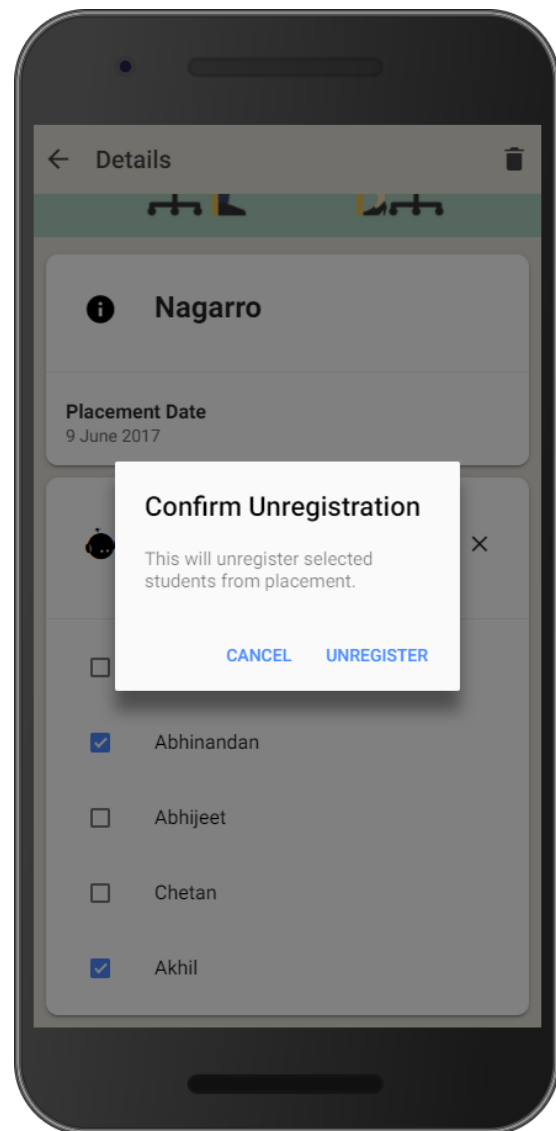 Details
Nagarro
Placement Date
9 June 2017
Confirm Unregistration
This will unregister selected
students from placement.
CANCEL UNREGISTER
Abhinandan
Abhijeet
Chetan
Akhil